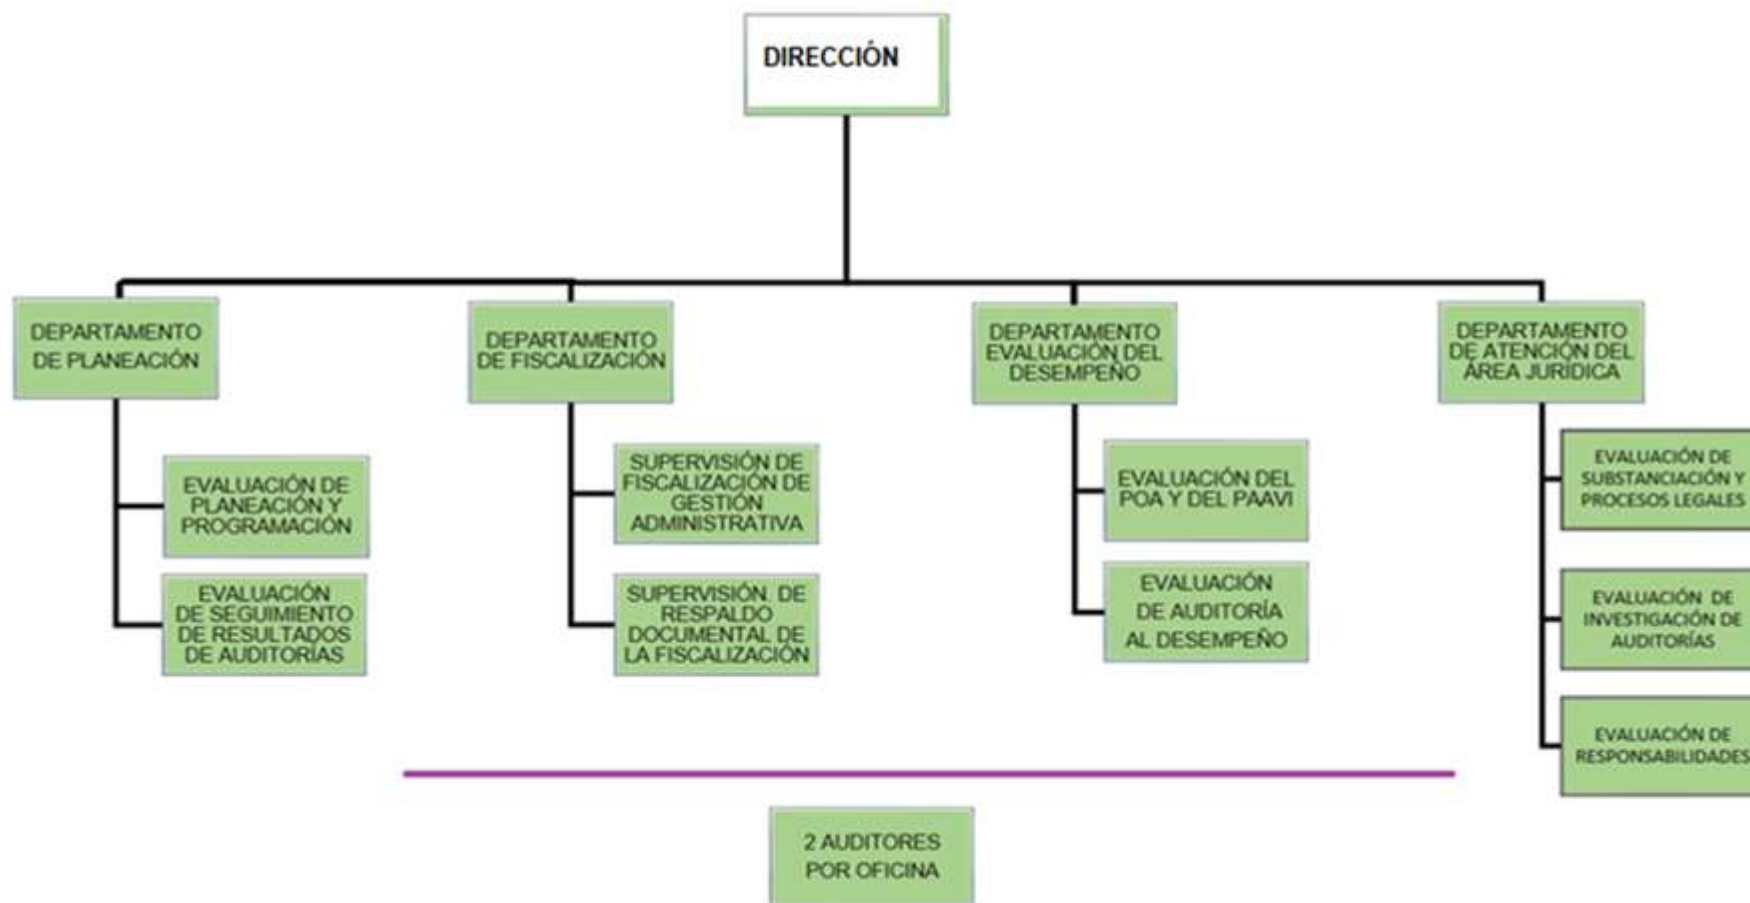 DIRECCIÓN
DEPARTAMENTO
DE PLANEACIÓN
DEPARTAMENTO
DE FISCALIZACIÓN
DEPARTAMENTO
EVALUACIÓN DEL
DESEMPEÑO
DEPARTAMENTO
DE ATENCIÓN DEL
ÁREA JURÍDICA
EVALUACIÓN DE
PLANEACIÓN Y
PROGRAMACIÓN
EVALUACIÓN
DE SEGUIMIENTO
DE RESULTADOS
DE AUDITORÍAS
SUPERVISIÓN DE
FISCALIZACIÓN DE
GESTIÓN
ADMINISTRATIVA
SUPERVISIÓN DE
RESPALDO
DOCUMENTAL DE
LA FISCALIZACIÓN
EVALUACIÓN DEL
POA Y DEL PAAVI
EVALUACIÓN
DE AUDITORÍA
AL DESEMPEÑO
EVALUACIÓN DE
SUBSTANCIACIÓN Y
PROCESOS LEGALES
EVALUACIÓN DE
INVESTIGACIÓN DE
AUDITORÍAS
EVALUACIÓN DE
RESPONSABILIDADES
2 AUDITORES
POR OFICINA